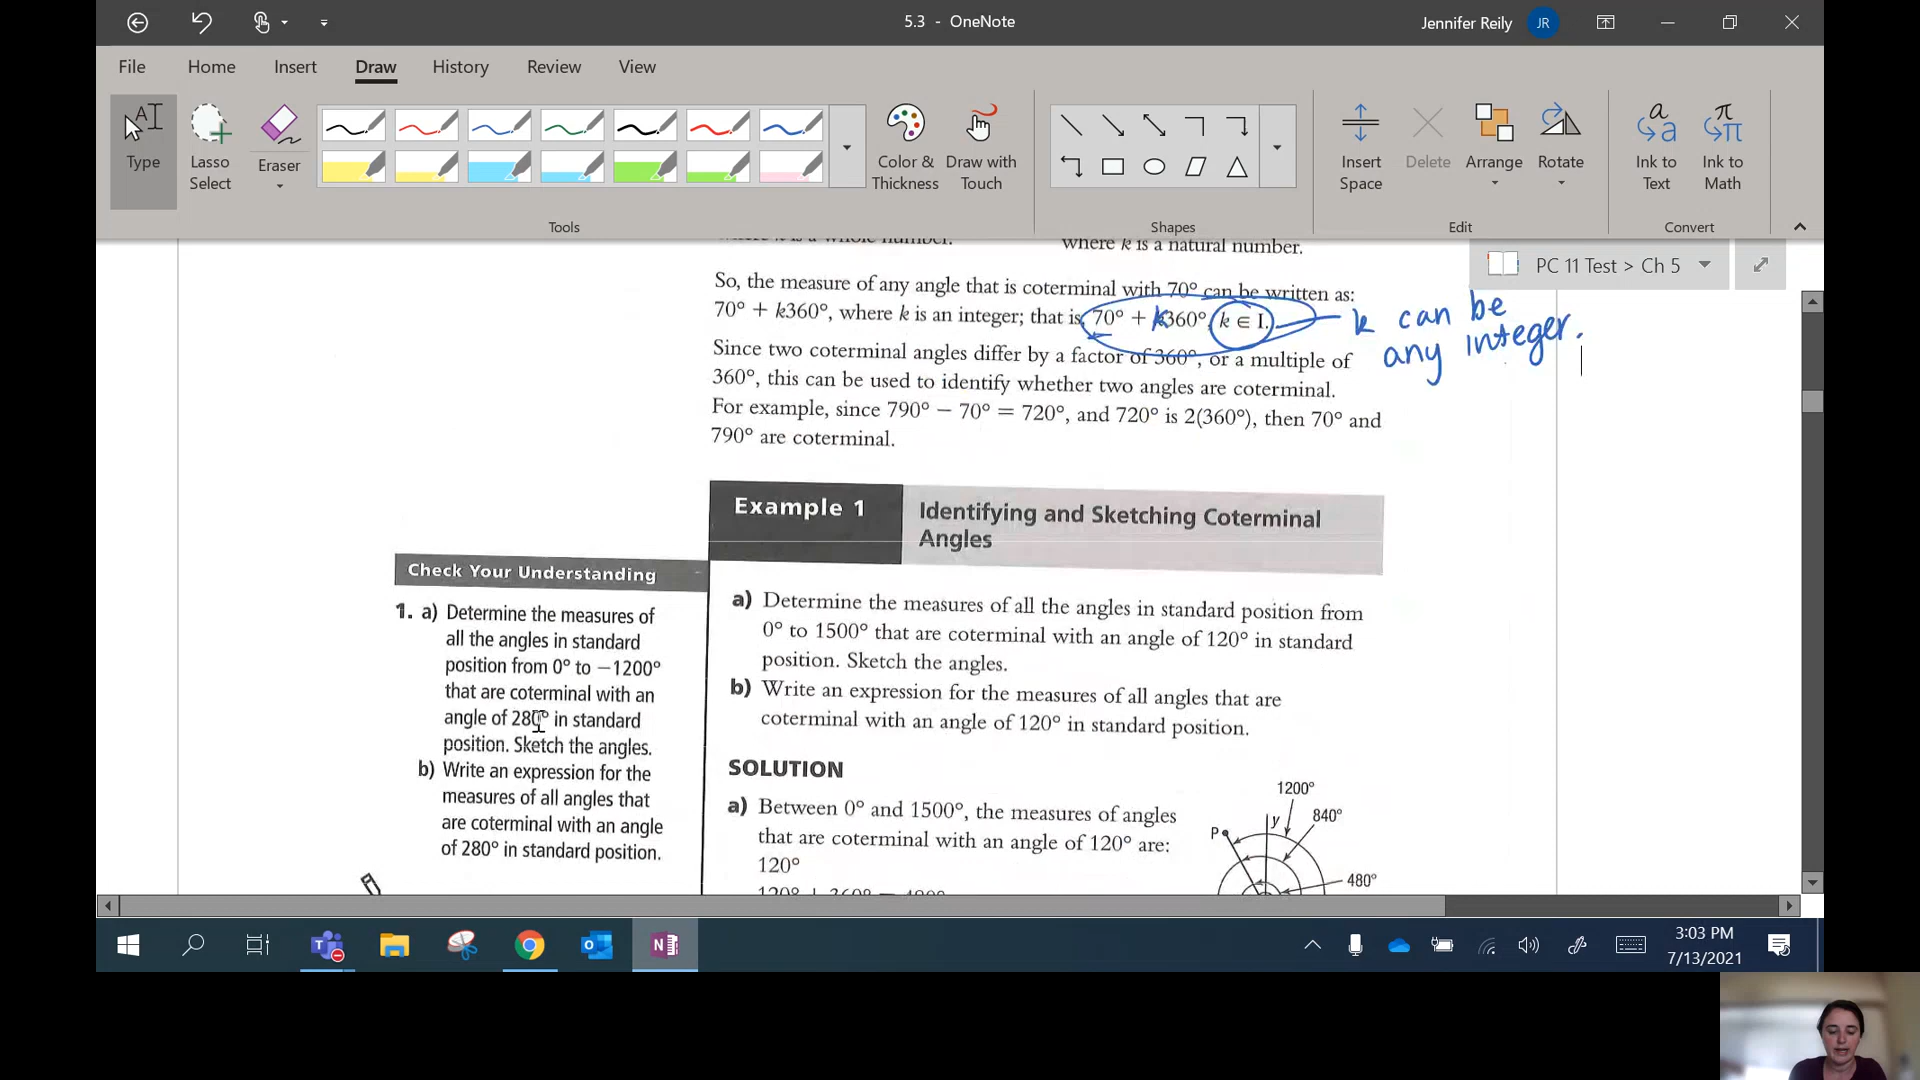 5.3 - OneNote
Jennifer Reily
JR
File Home Insert Draw History Review View
Type
Lasso Select
Eraser
Color & Thickness
Draw with Touch
Insert Space
Delete
Arrange
Rotate
Ink to Text
Ink to Math
Tools
Shapes
Edit
Convert
PC 11 Test > Ch 5
where k is a natural number.
So, the measure of any angle that is coterminal with 70° can be written as:
70° + k360°, where k is an integer; that is, 70° + k360°, k ∈ I.
k can be
any integer.
Since two coterminal angles differ by a factor of 360°, or a multiple of
360°, this can be used to identify whether two angles are coterminal.
For example, since 790° − 70° = 720°, and 720° is 2(360°), then 70° and
790° are coterminal.
Example 1
Identifying and Sketching Coterminal
Angles
Check Your Understanding
1. a) Determine the measures of
all the angles in standard
position from 0° to −1200°
that are coterminal with an
angle of 280° in standard
position. Sketch the angles.
b) Write an expression for the
measures of all angles that
are coterminal with an angle
of 280° in standard position.
a) Determine the measures of all the angles in standard position from
0° to 1500° that are coterminal with an angle of 120° in standard
position. Sketch the angles.
b) Write an expression for the measures of all angles that are
coterminal with an angle of 120° in standard position.
SOLUTION
a) Between 0° and 1500°, the measures of angles
that are coterminal with an angle of 120° are:
120°
1200°
y
840°
P
480°
3:03 PM
7/13/2021